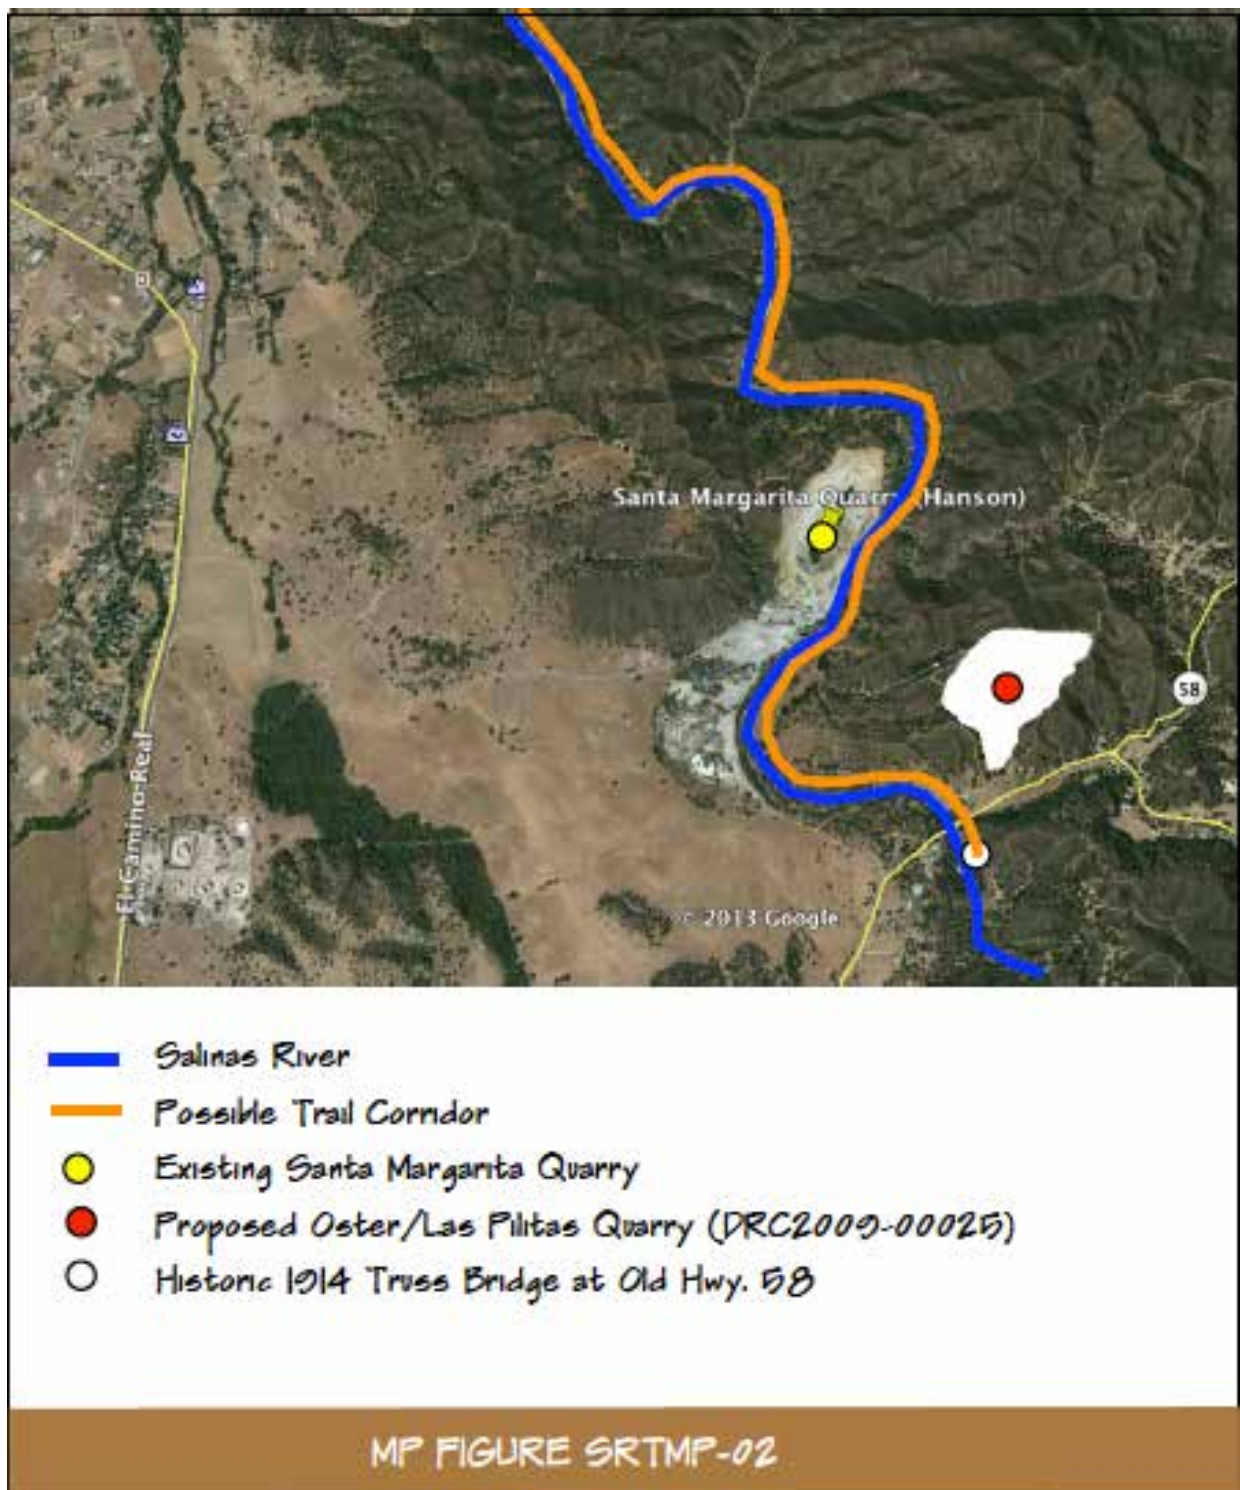 Santa Margarita Quarry (Hanson)
58
El Camino Real
© 2013 Google
Salinas River
Possible Trail Corridor
Existing Santa Margarita Quarry
Proposed Oster/Las Pilitas Quarry (DRC2009-00025)
Historic 1914 Truss Bridge at Old Hwy. 58
MP FIGURE SRTMP-02